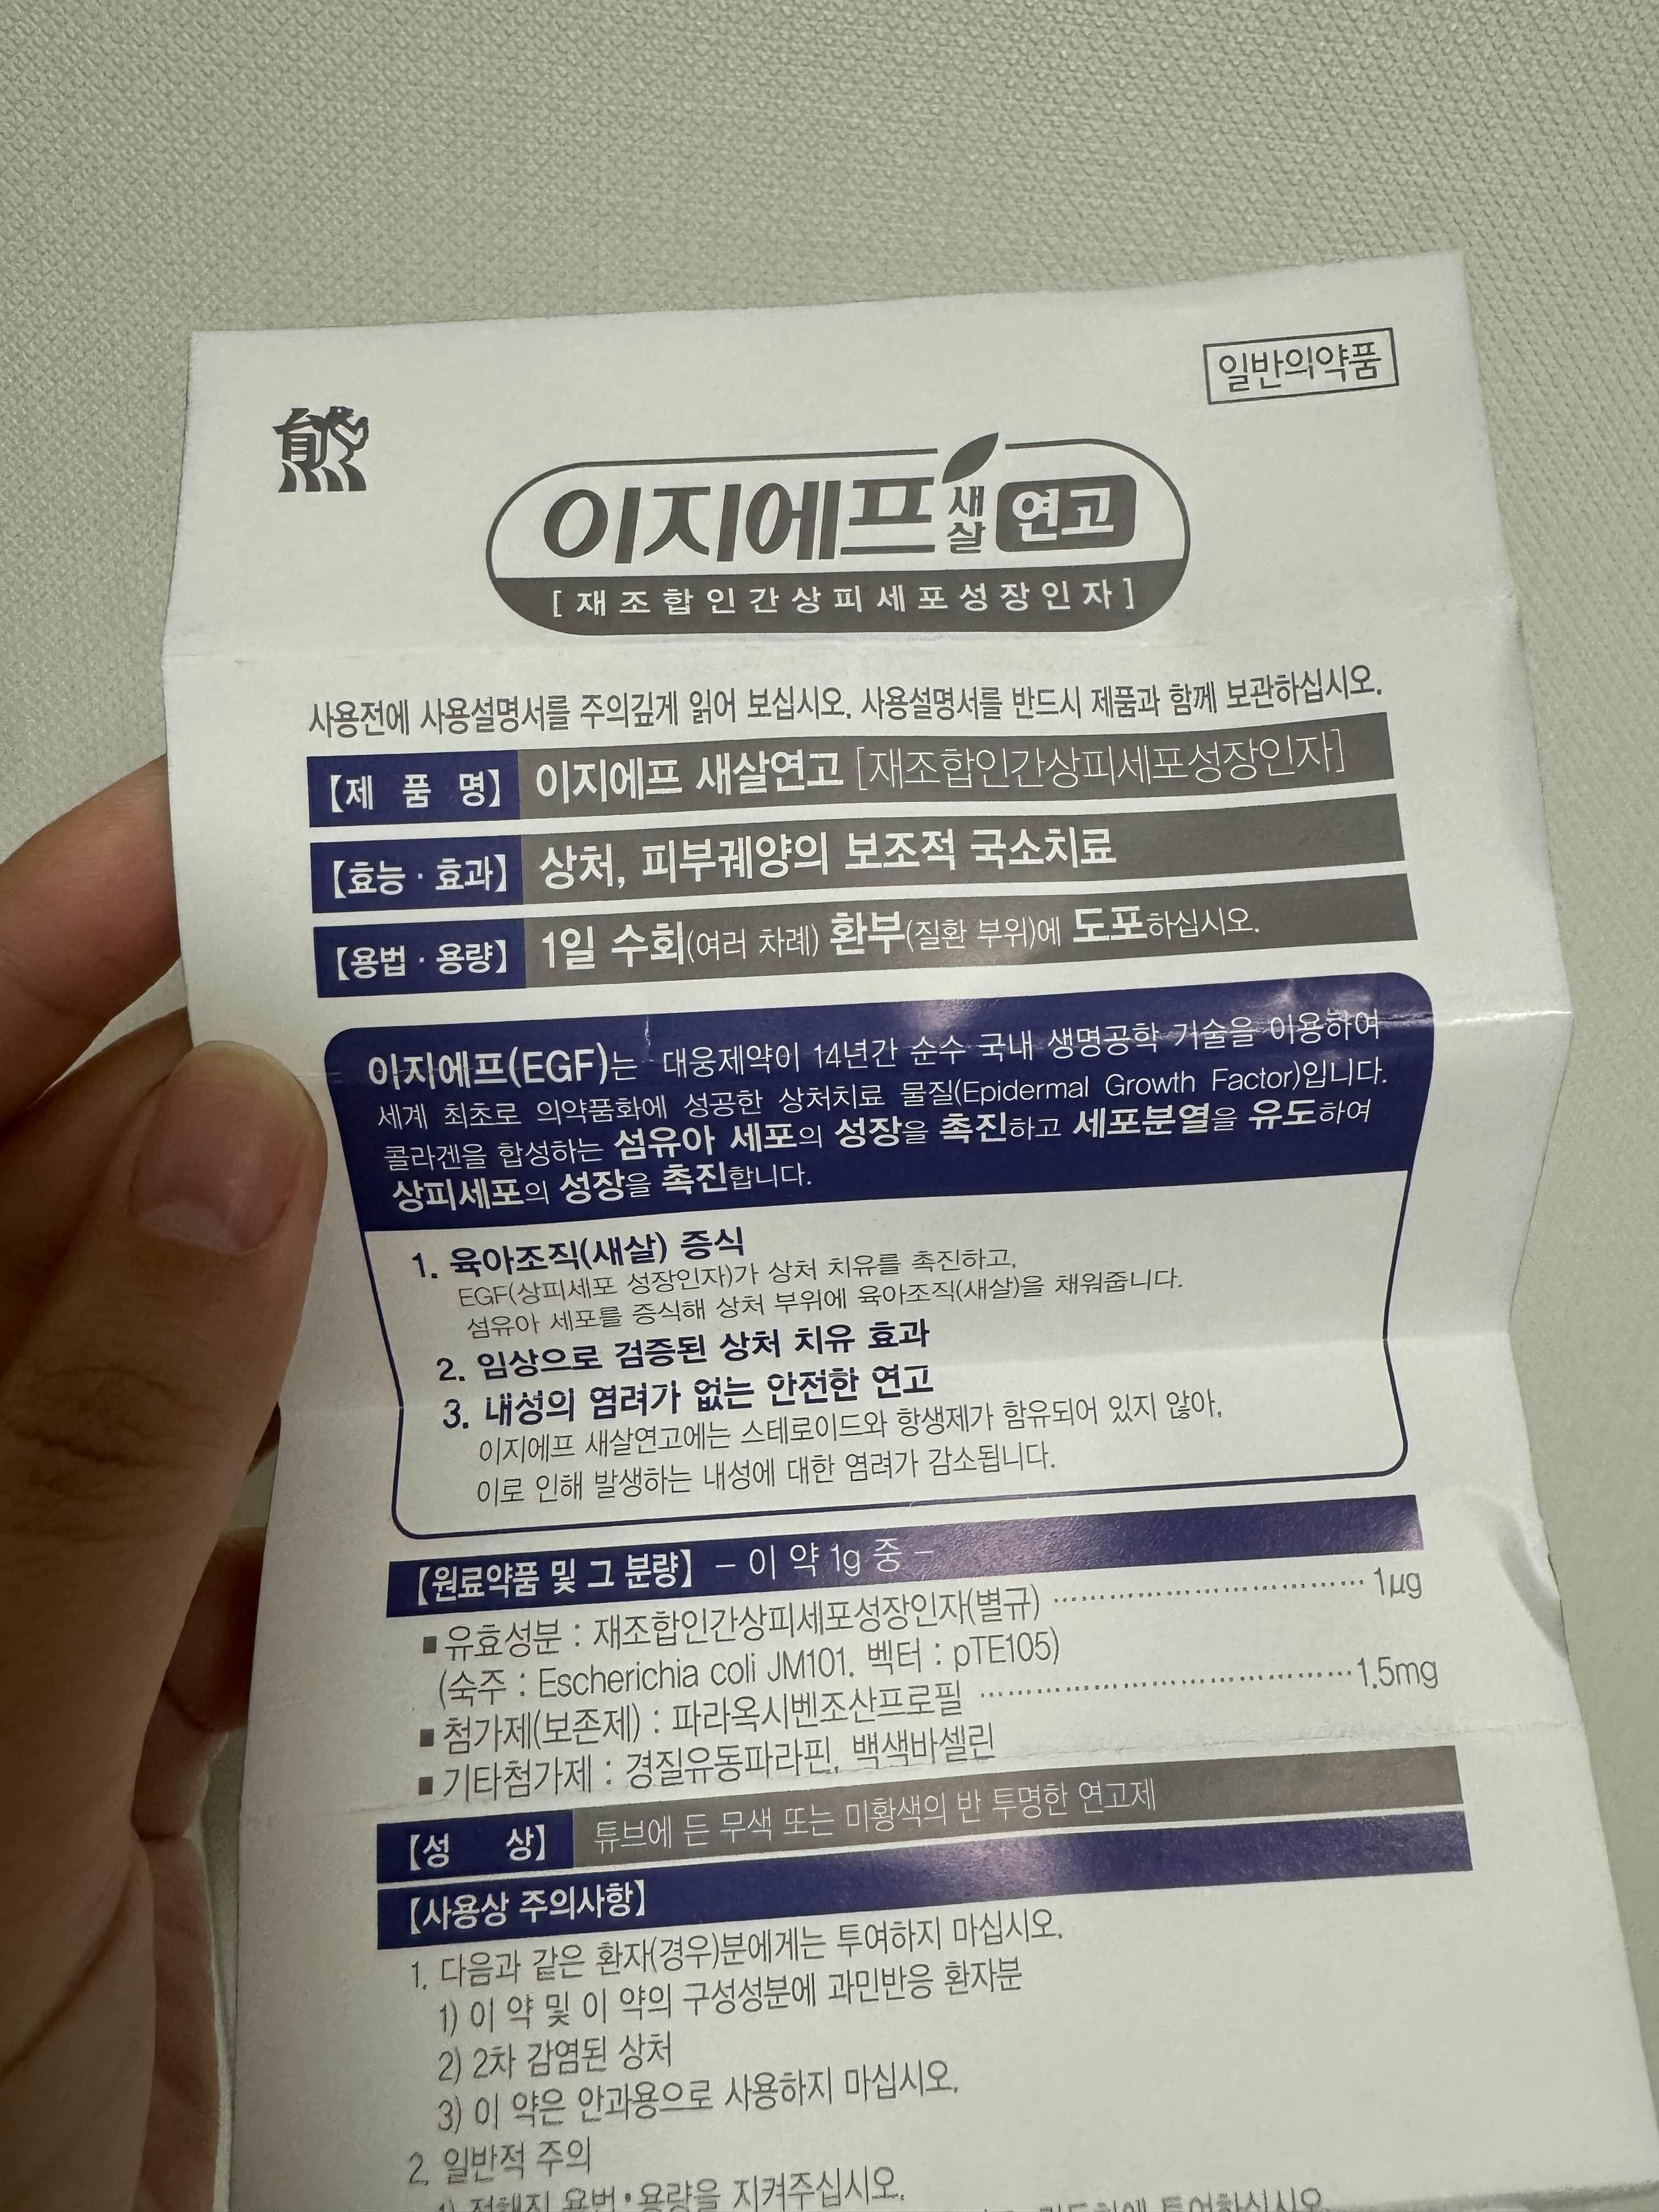 일반의약품
熊
이지에프 새살 연고
[재조합인간상피세포성장인자]
사용전에 사용설명서를 주의깊게 읽어 보십시오. 사용설명서를 반드시 제품과 함께 보관하십시오.
【제 품 명】 이지에프 새살연고 [재조합인간상피세포성장인자]
【효능·효과】 상처, 피부궤양의 보조적 국소치료
【용법·용량】 1일 수회(여러 차례) 환부(질환 부위)에 도포하십시오.
이지에프(EGF)는 대웅제약이 14년간 순수 국내 생명공학 기술을 이용하여
세계 최초로 의약품화에 성공한 상처치료 물질(Epidermal Growth Factor)입니다.
콜라겐을 합성하는 섬유아 세포의 성장을 촉진하고 세포분열을 유도하여
상피세포의 성장을 촉진합니다.
1. 육아조직(새살) 증식
EGF(상피세포 성장인자)가 상처 치유를 촉진하고,
섬유아 세포를 증식해 상처 부위에 육아조직(새살)을 채워줍니다.
2. 임상으로 검증된 상처 치유 효과
3. 내성의 염려가 없는 안전한 연고
이지에프 새살연고에는 스테로이드와 항생제가 함유되어 있지 않아,
이로 인해 발생하는 내성에 대한 염려가 감소됩니다.
【원료약품 및 그 분량】 - 이 약 1g 중 -
■ 유효성분 : 재조합인간상피세포성장인자(별규) ················ 1μg
(숙주 : Escherichia coli JM101. 벡터 : pTE105)
■ 첨가제(보존제) : 파라옥시벤조산프로필 ················ 1.5mg
■ 기타첨가제 : 경질유동파라핀, 백색바셀린
【성 상】 튜브에 든 무색 또는 미황색의 반 투명한 연고제
【사용상 주의사항】
1. 다음과 같은 환자(경우)분에게는 투여하지 마십시오.
1) 이 약 및 이 약의 구성성분에 과민반응 환자분
2) 2차 감염된 상처
3) 이 약은 안과용으로 사용하지 마십시오.
2. 일반적 주의
1) 정해진 용법·용량을 지켜주십시오.